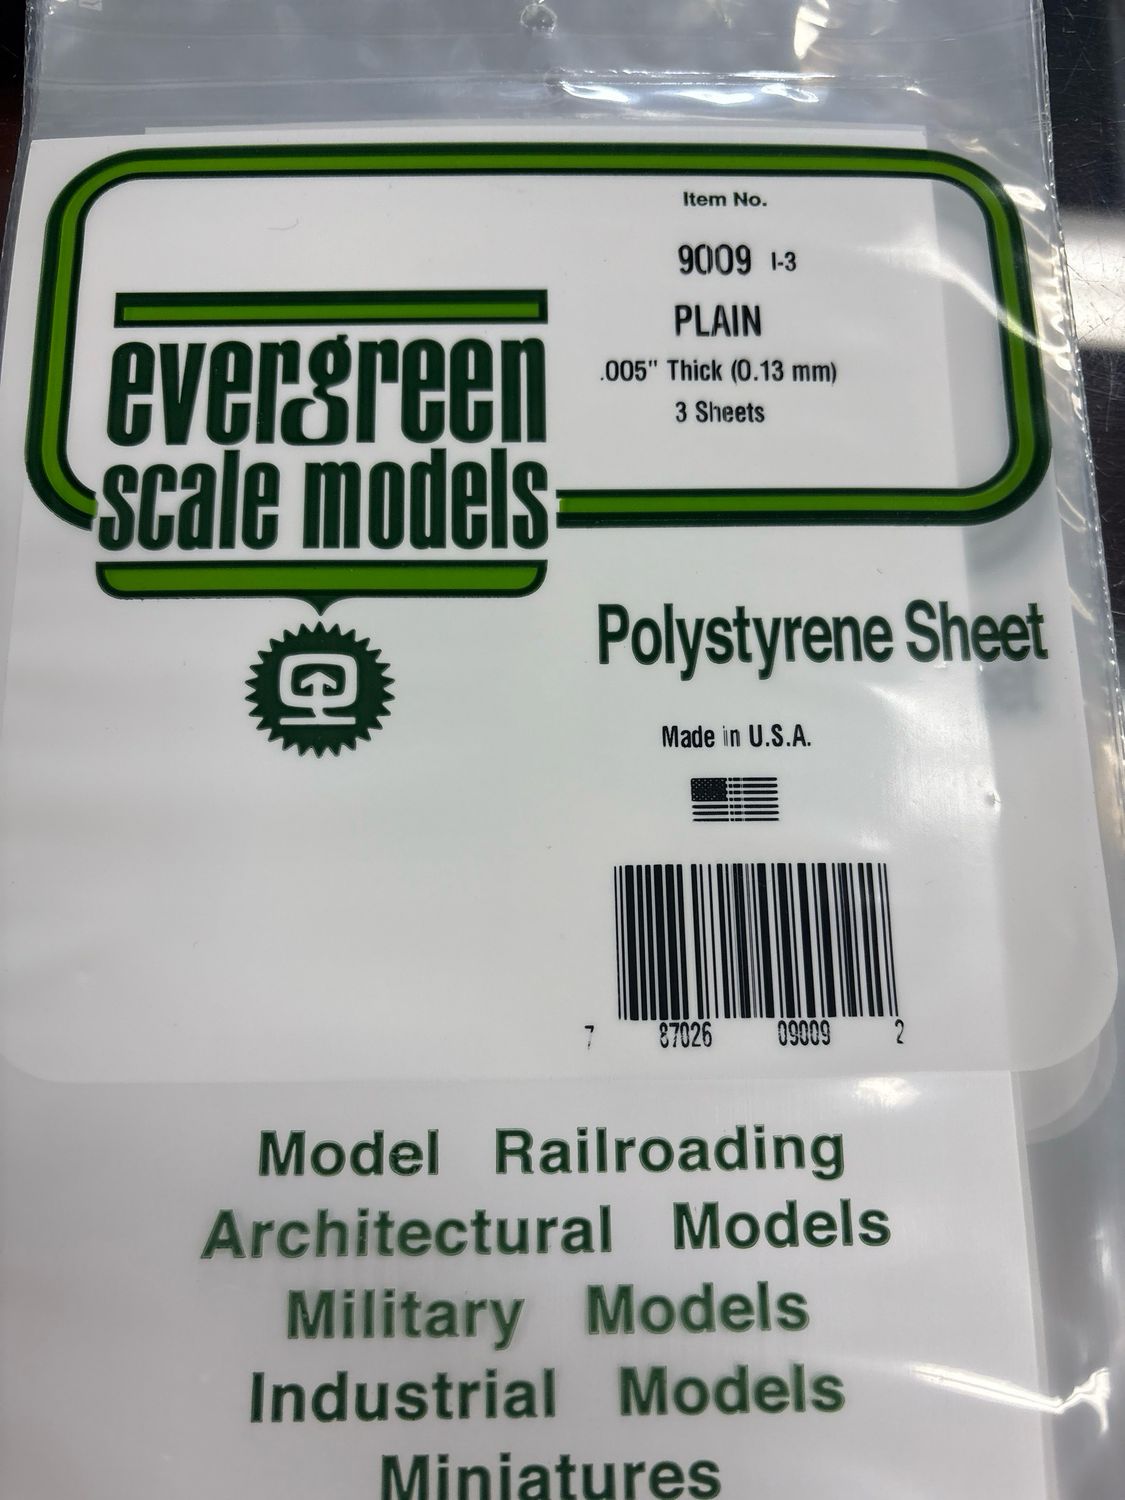 Item No.
9009 I-3
PLAIN
.005" Thick (0.13 mm)
3 Sheets
evergreen
scale models
Polystyrene Sheet
Made in U.S.A.
7 87026 09009 2
Model Railroading
Architectural Models
Military Models
Industrial Models
Miniatures